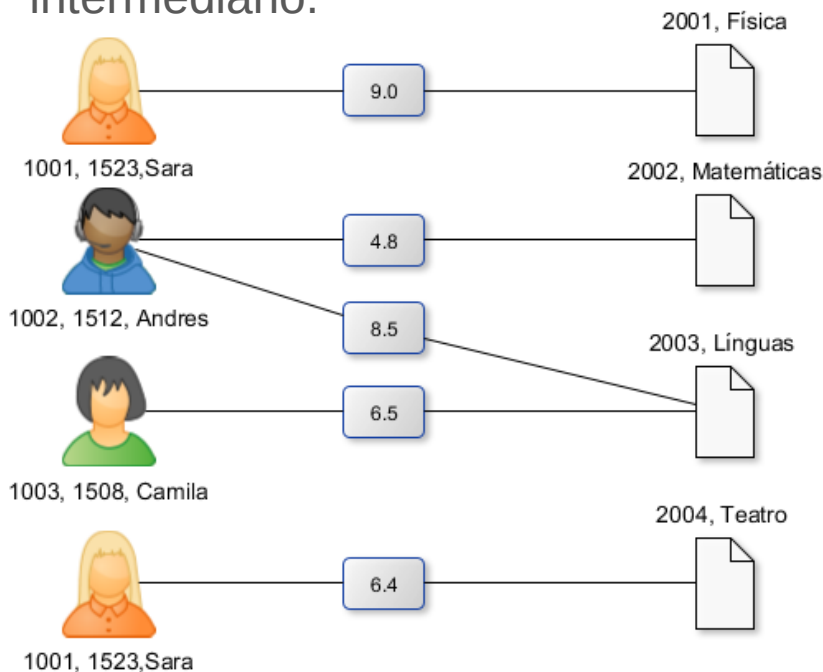 intermediário.
2001, Física
9.0
1001, 1523,Sara
2002, Matemáticas
4.8
1002, 1512, Andres
8.5
2003, Línguas
6.5
1003, 1508, Camila
2004, Teatro
6.4
1001, 1523,Sara